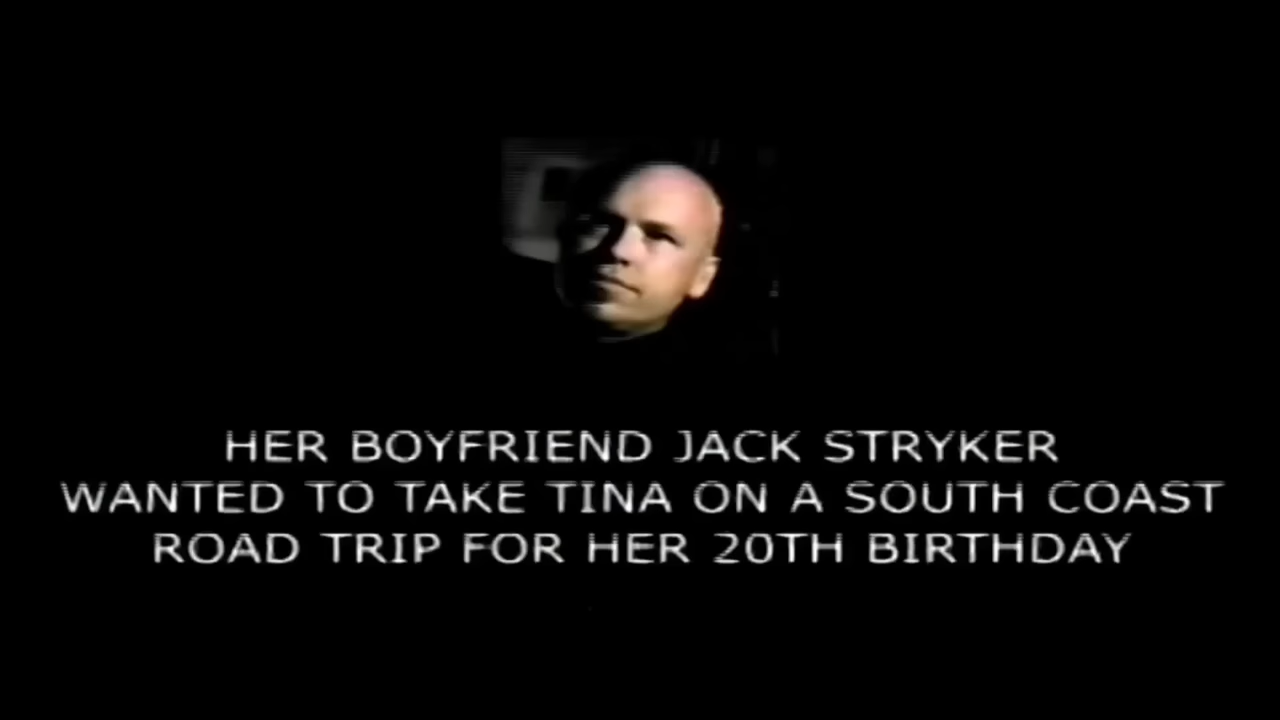 HER BOYFRIEND JACK STRYKER
WANTED TO TAKE TINA ON A SOUTH COAST
ROAD TRIP FOR HER 20TH BIRTHDAY